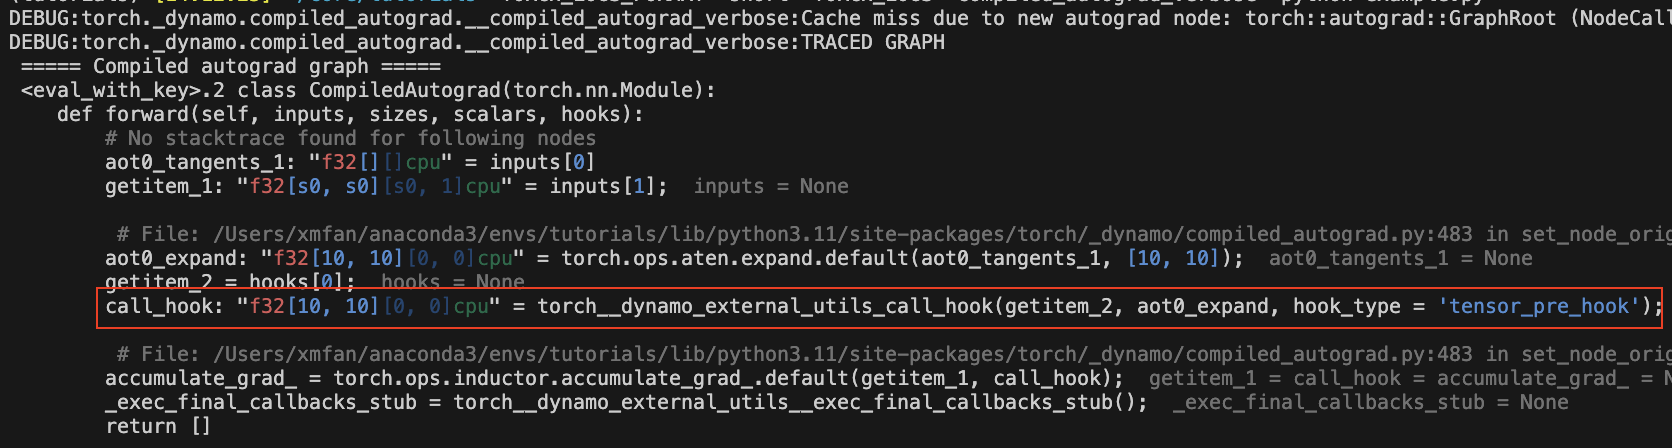 DEBUG:torch._dynamo.compiled_autograd.__compiled_autograd_verbose:Cache miss due to new autograd node: torch::autograd::GraphRoot (NodeCall
DEBUG:torch._dynamo.compiled_autograd.__compiled_autograd_verbose:TRACED GRAPH
===== Compiled autograd graph =====
<eval_with_key>.2 class CompiledAutograd(torch.nn.Module):
def forward(self, inputs, sizes, scalars, hooks):
# No stacktrace found for following nodes
aot0_tangents_1: "f32[][]cpu" = inputs[0]
getitem_1: "f32[s0, s0][s0, 1]cpu" = inputs[1];  inputs = None
# File: /Users/xmfan/anaconda3/envs/tutorials/lib/python3.11/site-packages/torch/_dynamo/compiled_autograd.py:483 in set_node_orig
aot0_expand: "f32[10, 10][0, 0]cpu" = torch.ops.aten.expand.default(aot0_tangents_1, [10, 10]);  aot0_tangents_1 = None
getitem_2 = hooks[0];  hooks = None
call_hook: "f32[10, 10][0, 0]cpu" = torch__dynamo_external_utils_call_hook(getitem_2, aot0_expand, hook_type = 'tensor_pre_hook');
# File: /Users/xmfan/anaconda3/envs/tutorials/lib/python3.11/site-packages/torch/_dynamo/compiled_autograd.py:483 in set_node_orig
accumulate_grad_ = torch.ops.inductor.accumulate_grad_.default(getitem_1, call_hook);  getitem_1 = call_hook = accumulate_grad_ = N
_exec_final_callbacks_stub = torch__dynamo_external_utils__exec_final_callbacks_stub();  _exec_final_callbacks_stub = None
return []